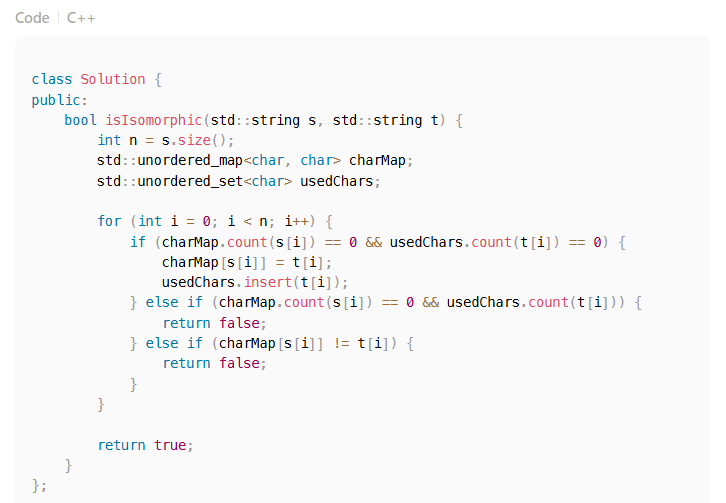 Code | C++
class Solution {
public:
    bool isIsomorphic(std::string s, std::string t) {
        int n = s.size();
        std::unordered_map<char, char> charMap;
        std::unordered_set<char> usedChars;

        for (int i = 0; i < n; i++) {
            if (charMap.count(s[i]) == 0 && usedChars.count(t[i]) == 0) {
                charMap[s[i]] = t[i];
                usedChars.insert(t[i]);
            } else if (charMap.count(s[i]) == 0 && usedChars.count(t[i])) {
                return false;
            } else if (charMap[s[i]] != t[i]) {
                return false;
            }
        }

        return true;
    }
};